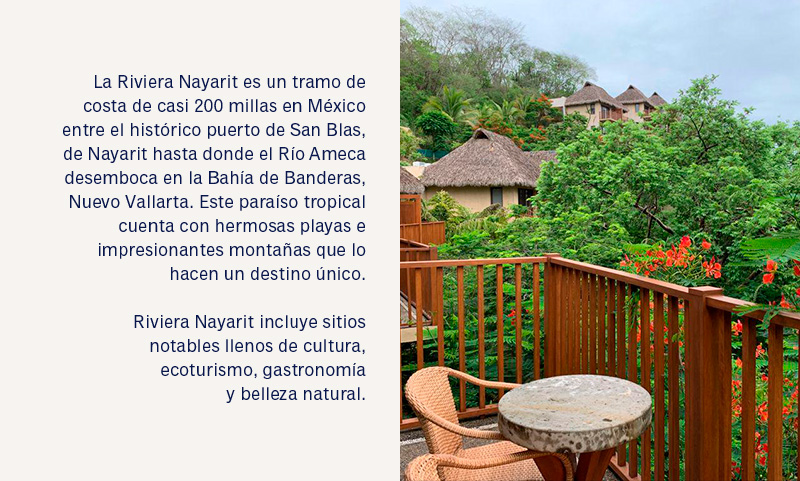 La Riviera Nayarit es un tramo de
costa de casi 200 millas en México
entre el histórico puerto de San Blas,
de Nayarit hasta donde el Río Ameca
desemboca en la Bahía de Banderas,
Nuevo Vallarta. Este paraíso tropical
cuenta con hermosas playas e
impresionantes montañas que lo
hacen un destino único.
Riviera Nayarit incluye sitios
notables llenos de cultura,
ecoturismo, gastronomía
y belleza natural.